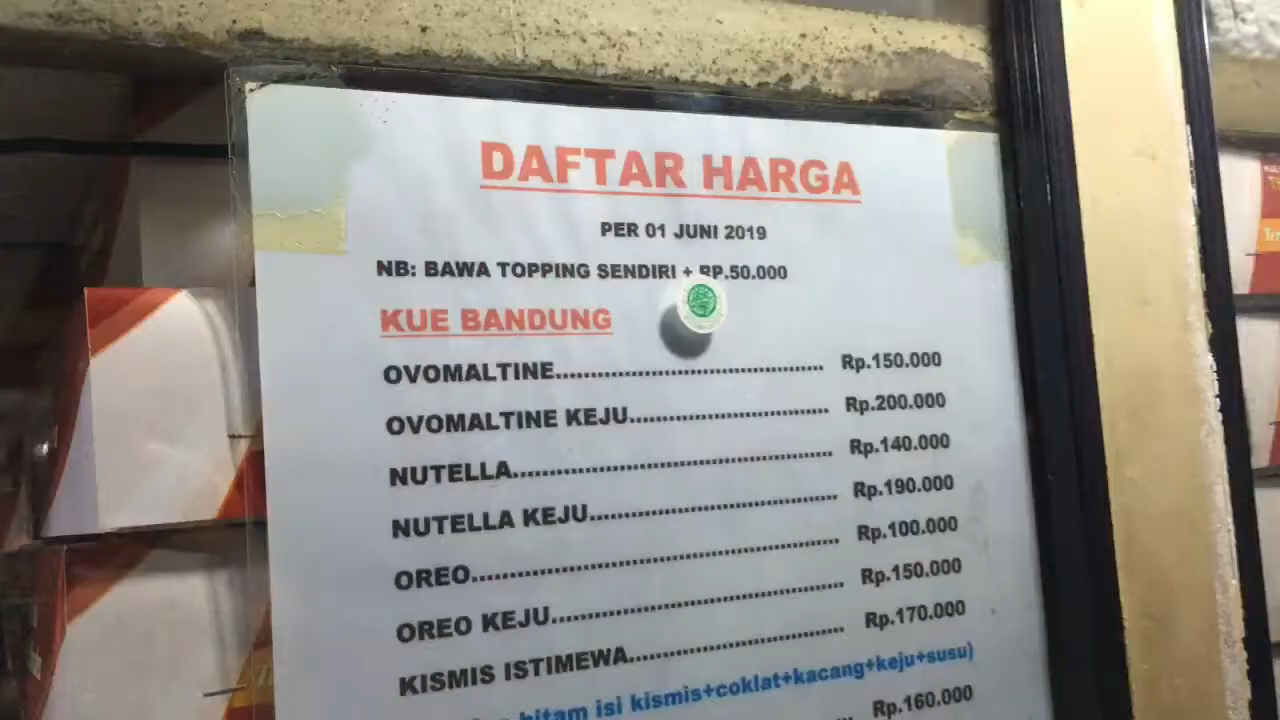 DAFTAR HARGA
PER 01 JUNI 2019
NB: BAWA TOPPING SENDIRI + RP.50.000
KUE BANDUNG
OVOMALTINE........................................ Rp.150.000
OVOMALTINE KEJU.............................. Rp.200.000
NUTELLA................................................ Rp.140.000
NUTELLA KEJU..................................... Rp.190.000
OREO...................................................... Rp.100.000
OREO KEJU........................................... Rp.150.000
KISMIS ISTIMEWA................................ Rp.170.000
hitam isi kismis+coklat+kacang+keju+susu)
Rp.160.000